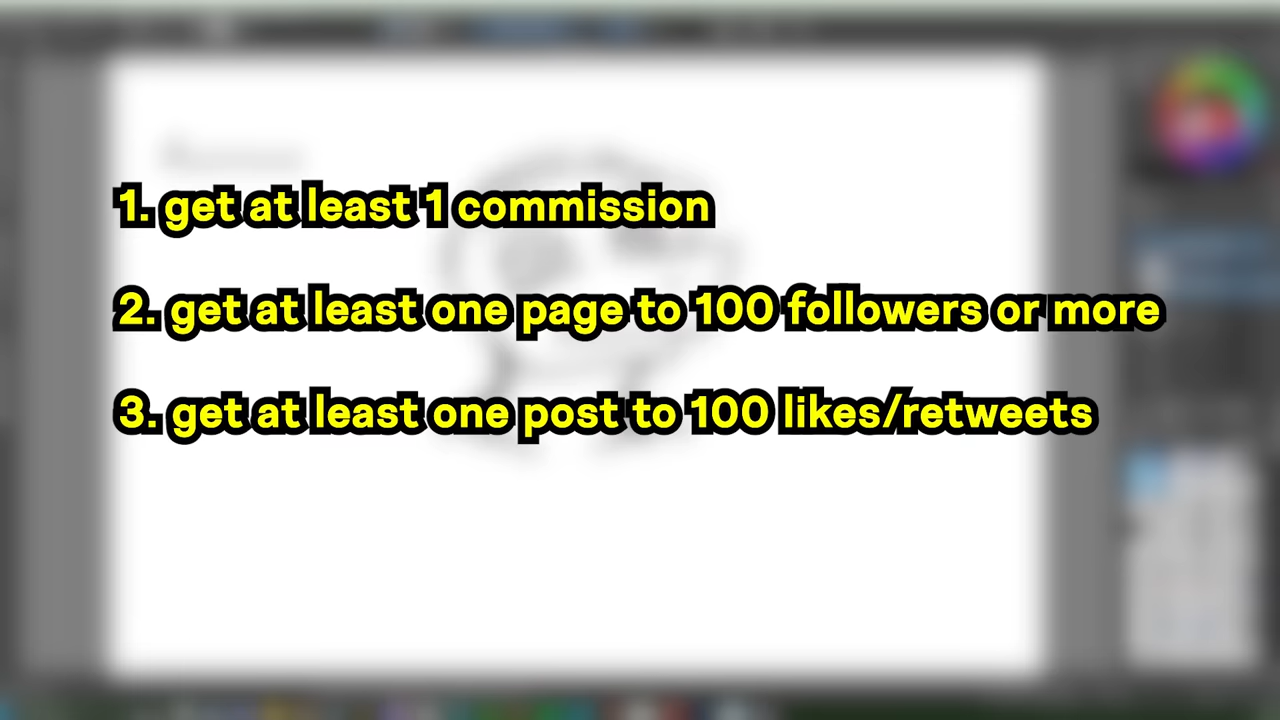 1. get at least 1 commission
2. get at least one page to 100 followers or more
3. get at least one post to 100 likes/retweets